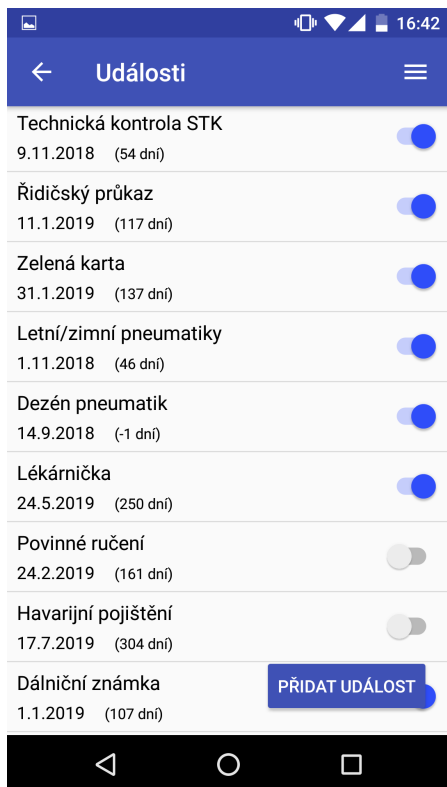 16:42
Události
Technická kontrola STK
9.11.2018 (54 dní)
Řidičský průkaz
11.1.2019 (117 dní)
Zelená karta
31.1.2019 (137 dní)
Letní/zimní pneumatiky
1.11.2018 (46 dní)
Dezén pneumatik
14.9.2018 (-1 dní)
Lékárnička
24.5.2019 (250 dní)
Povinné ručení
24.2.2019 (161 dní)
Havarijní pojištění
17.7.2019 (304 dní)
Dálniční známka
PŘIDAT UDÁLOST
1.1.2019 (107 dní)